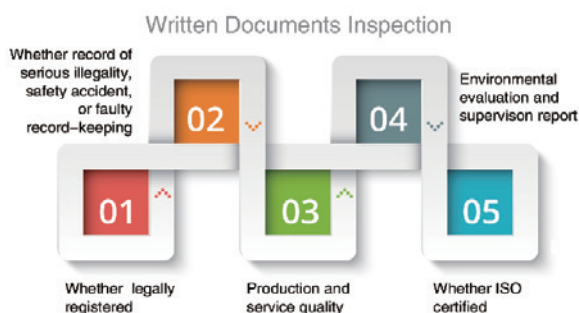 Written Documents Inspection
Whether record of
serious illegality,
safety accident,
or faulty
record-keeping
02
04
Environmental
evaluation and
supervison report
01
03
05
Whether legally
registered
Production and
service quality
Whether ISO
certified